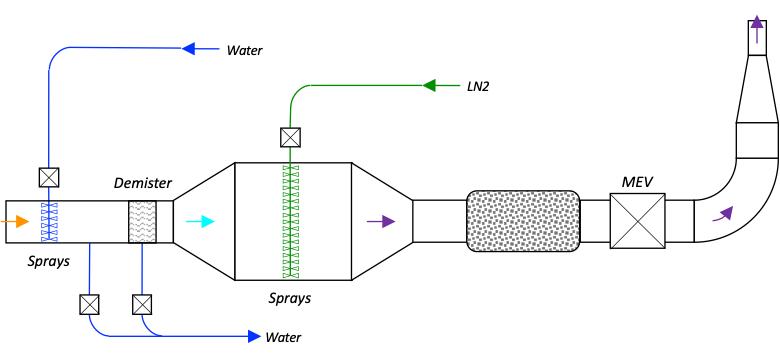 Water
LN2
Demister
MEV
Sprays
Sprays
Water